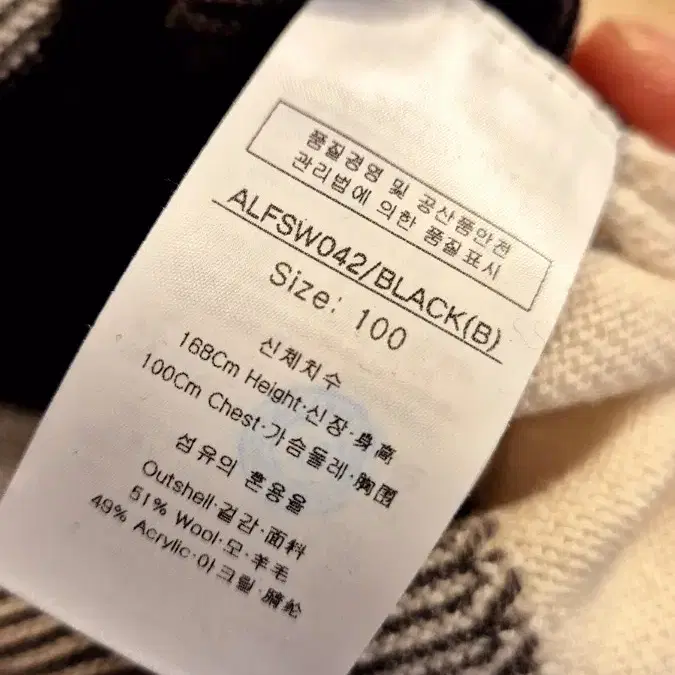 품질경영 및 공산품안전
관리법에 의한 품질표시
ALFSW042/BLACK(B)
Size: 100
신체치수
168Cm Height·신장·身高
100Cm Chest·가슴둘레·胸围
섬유의 혼용율
Outshell·겉감·面料
51% Wool·모·羊毛
49% Acrylic·아크릴·腈纶